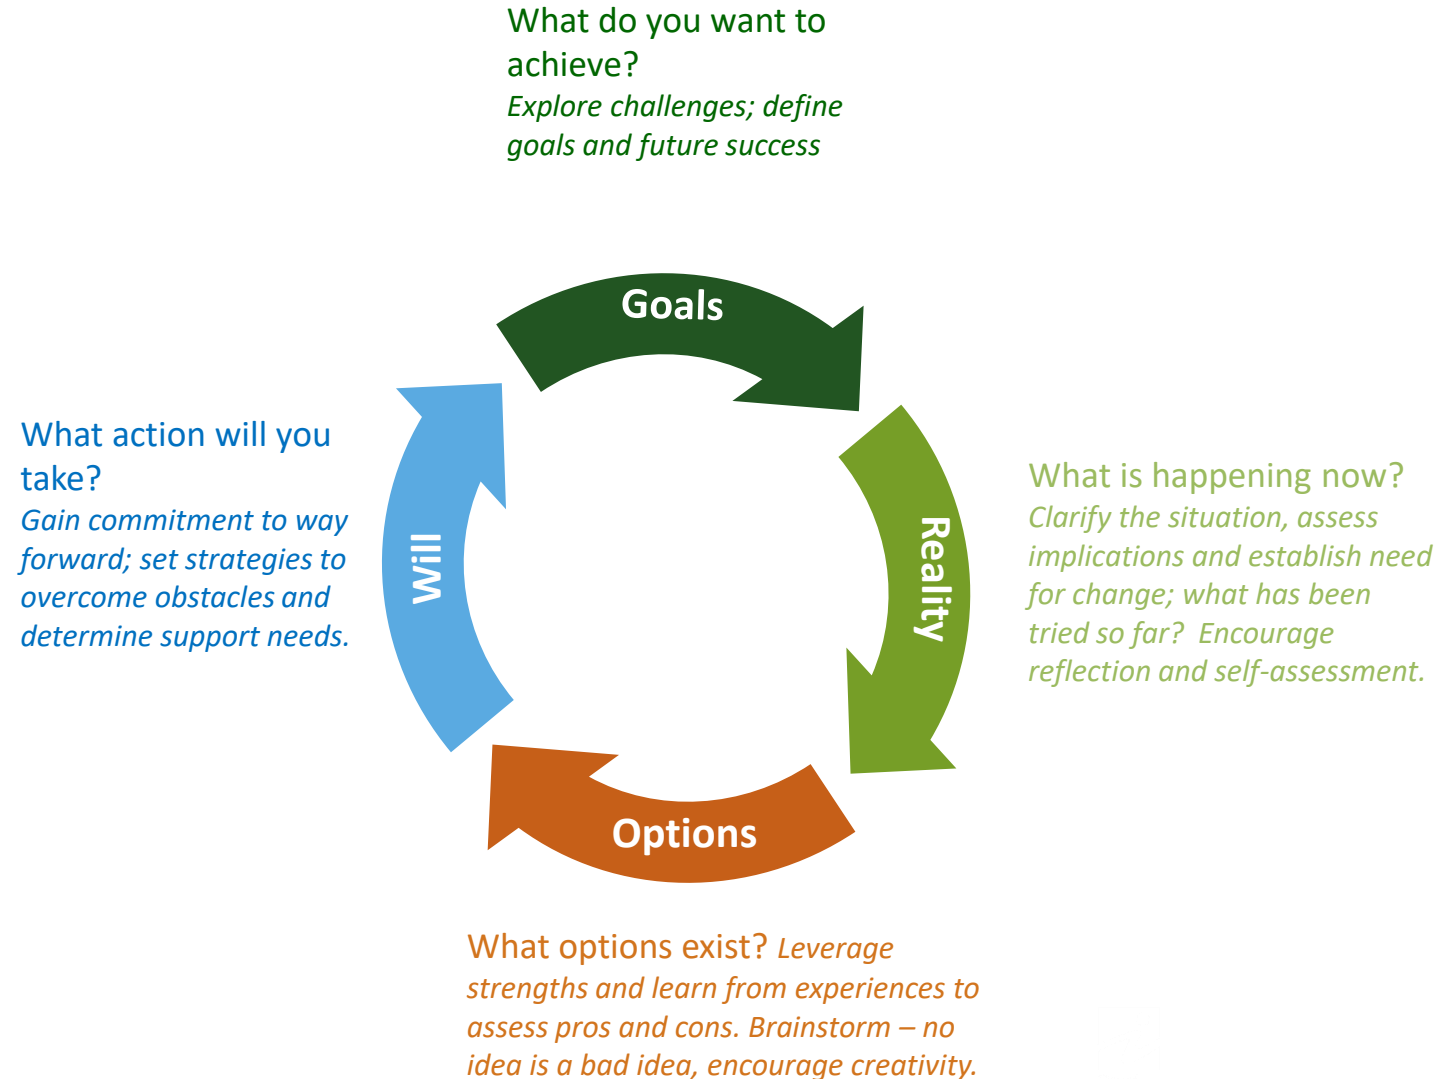 What do you want to
achieve?
Explore challenges; define
goals and future success
Goals
Reality
What is happening now?
Clarify the situation, assess
implications and establish need
for change; what has been
tried so far?  Encourage
reflection and self-assessment.
Options
What options exist? Leverage
strengths and learn from experiences to
assess pros and cons. Brainstorm – no
idea is a bad idea, encourage creativity.
Will
What action will you
take?
Gain commitment to way
forward; set strategies to
overcome obstacles and
determine support needs.